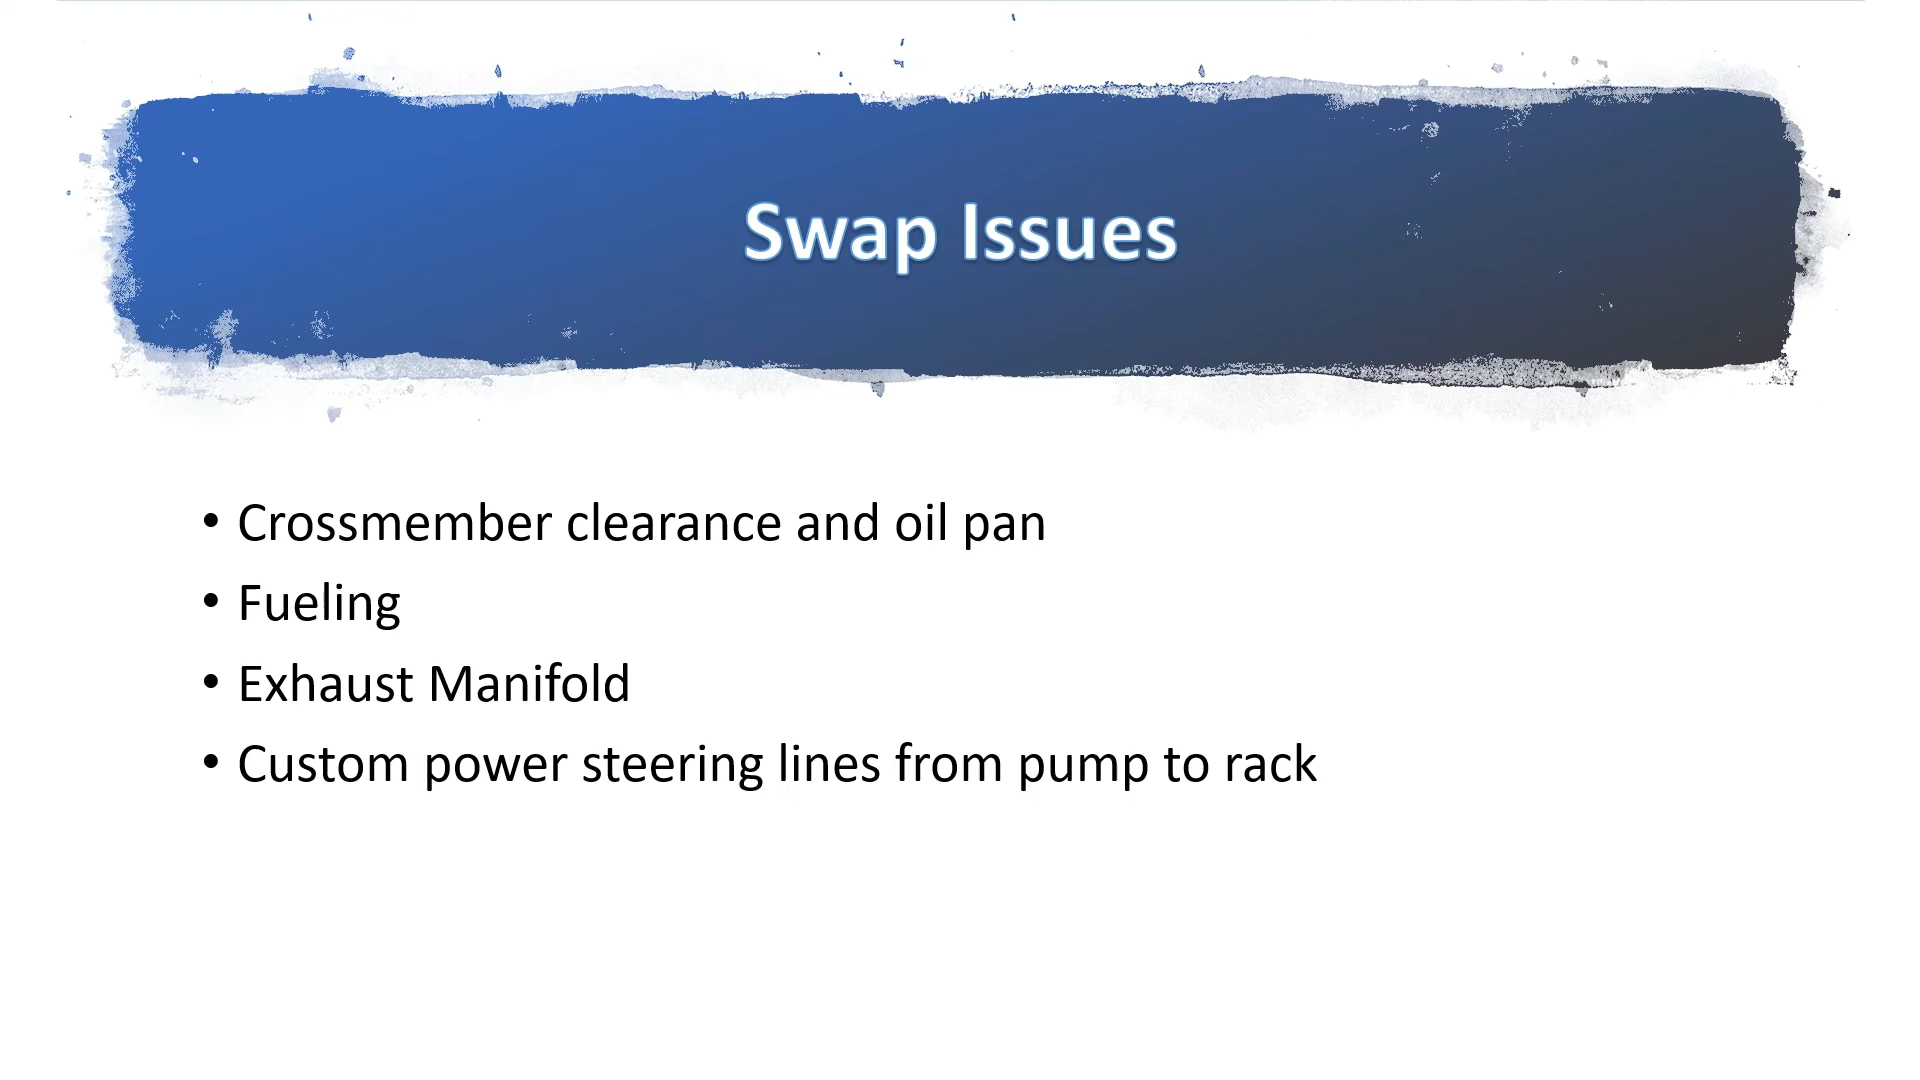 Swap Issues
• Crossmember clearance and oil pan
• Fueling
• Exhaust Manifold
• Custom power steering lines from pump to rack